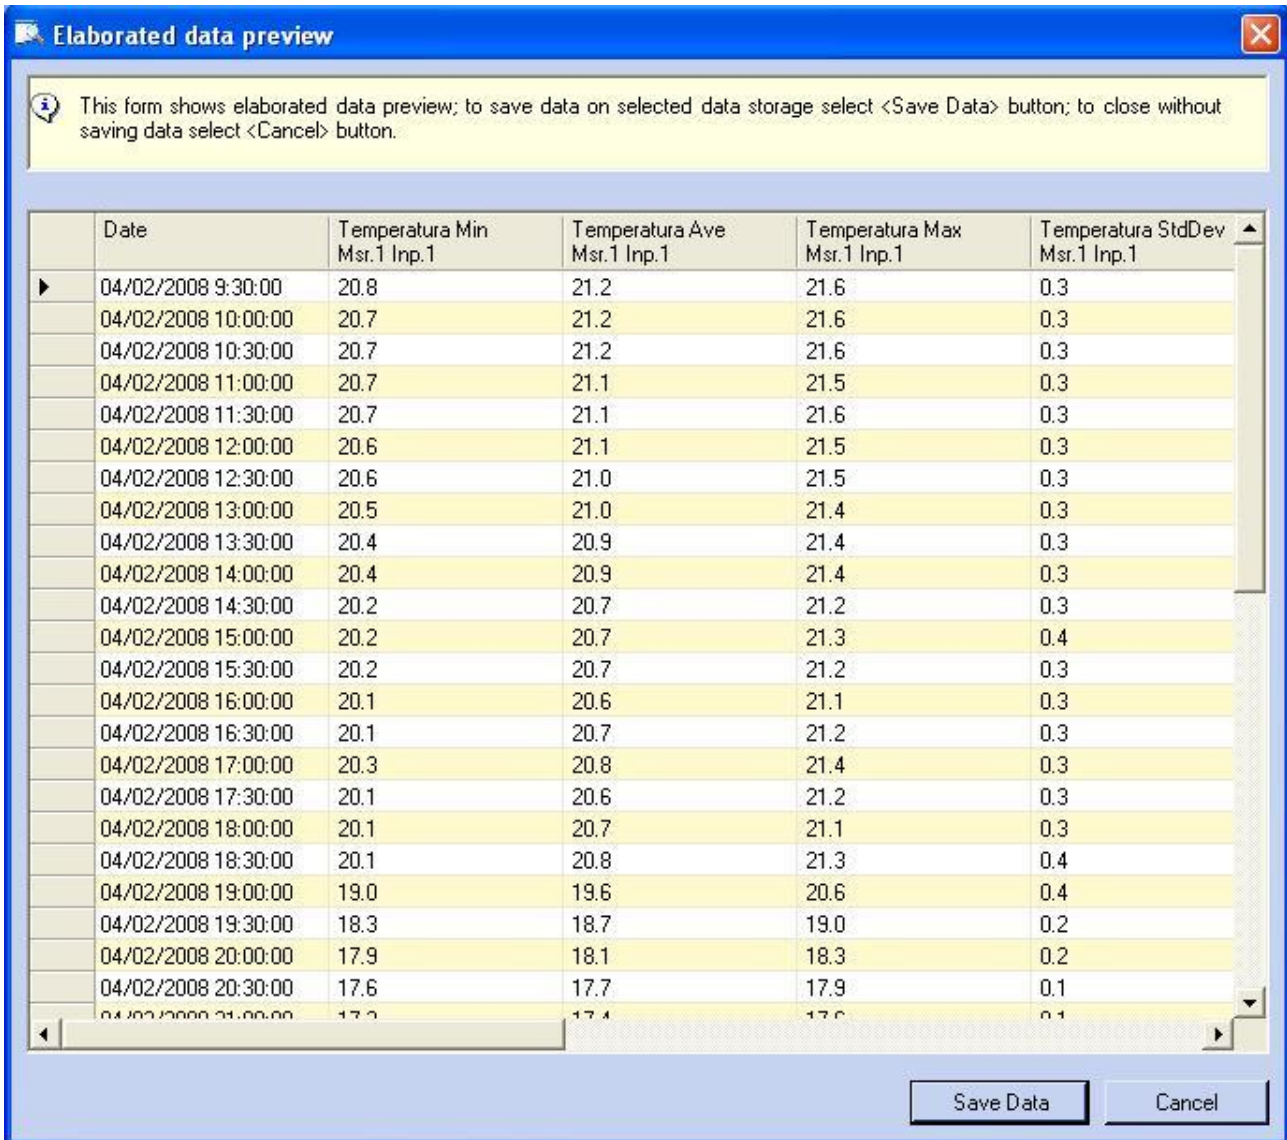 Elaborated data preview
This form shows elaborated data preview; to save data on selected data storage select <Save Data> button; to close without
saving data select <Cancel> button.
Date Temperatura Min Temperatura Ave Temperatura Max Temperatura StdDev
Msr.1 Inp.1 Msr.1 Inp.1 Msr.1 Inp.1 Msr.1 Inp.1
04/02/2008 9:30:00 20.8 21.2 21.6 0.3
04/02/2008 10:00:00 20.7 21.2 21.6 0.3
04/02/2008 10:30:00 20.7 21.2 21.6 0.3
04/02/2008 11:00:00 20.7 21.1 21.5 0.3
04/02/2008 11:30:00 20.7 21.1 21.6 0.3
04/02/2008 12:00:00 20.6 21.1 21.5 0.3
04/02/2008 12:30:00 20.6 21.0 21.5 0.3
04/02/2008 13:00:00 20.5 21.0 21.4 0.3
04/02/2008 13:30:00 20.4 20.9 21.4 0.3
04/02/2008 14:00:00 20.4 20.9 21.4 0.3
04/02/2008 14:30:00 20.2 20.7 21.2 0.3
04/02/2008 15:00:00 20.2 20.7 21.3 0.4
04/02/2008 15:30:00 20.2 20.7 21.2 0.3
04/02/2008 16:00:00 20.1 20.6 21.1 0.3
04/02/2008 16:30:00 20.1 20.7 21.2 0.3
04/02/2008 17:00:00 20.3 20.8 21.4 0.3
04/02/2008 17:30:00 20.1 20.6 21.2 0.3
04/02/2008 18:00:00 20.1 20.7 21.1 0.3
04/02/2008 18:30:00 20.1 20.8 21.3 0.4
04/02/2008 19:00:00 19.0 19.6 20.6 0.4
04/02/2008 19:30:00 18.3 18.7 19.0 0.2
04/02/2008 20:00:00 17.9 18.1 18.3 0.2
04/02/2008 20:30:00 17.6 17.7 17.9 0.1
Save Data Cancel